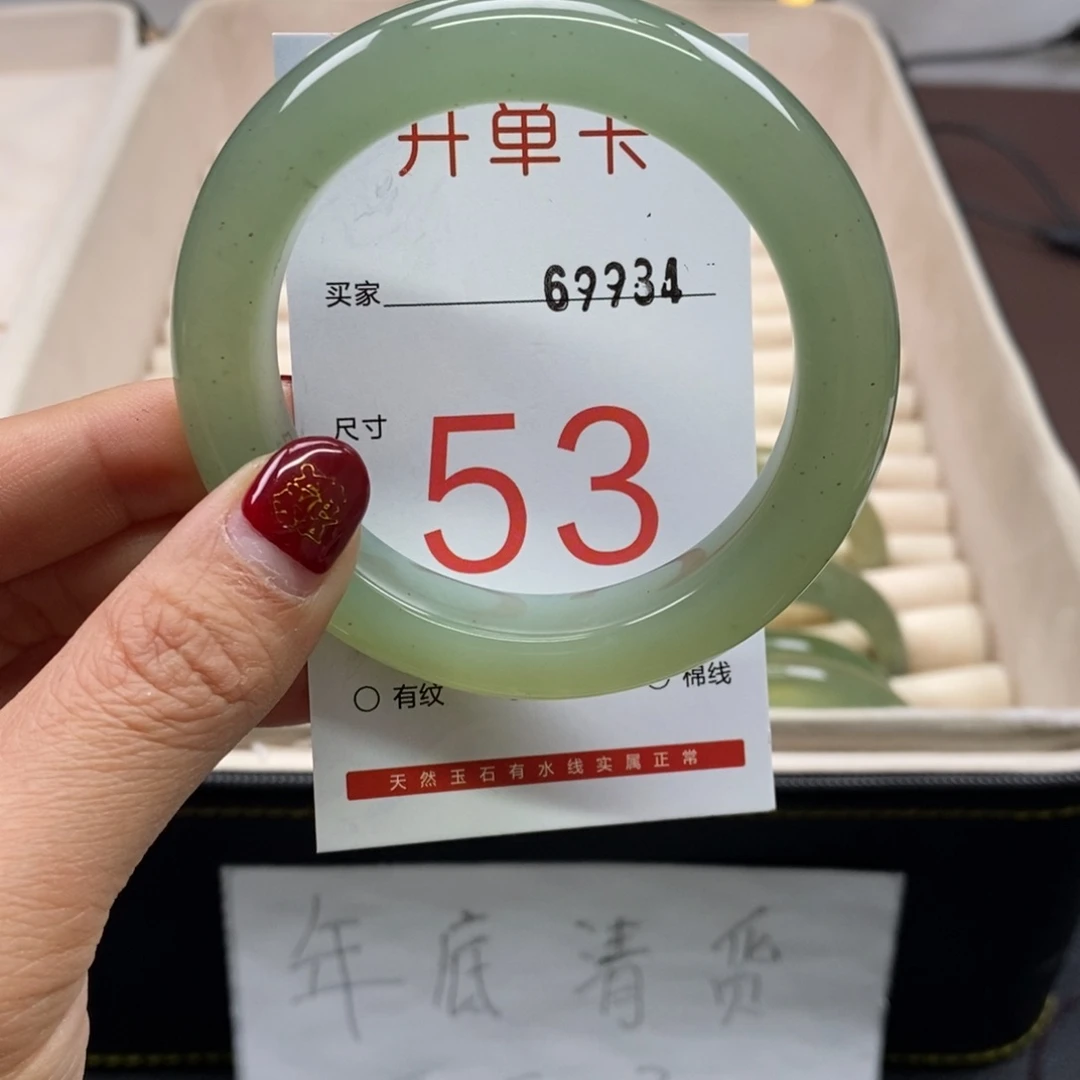 开单卡
买家 69934
尺寸 53
有纹 棉线
天然玉石有水线实属正常
年底清货